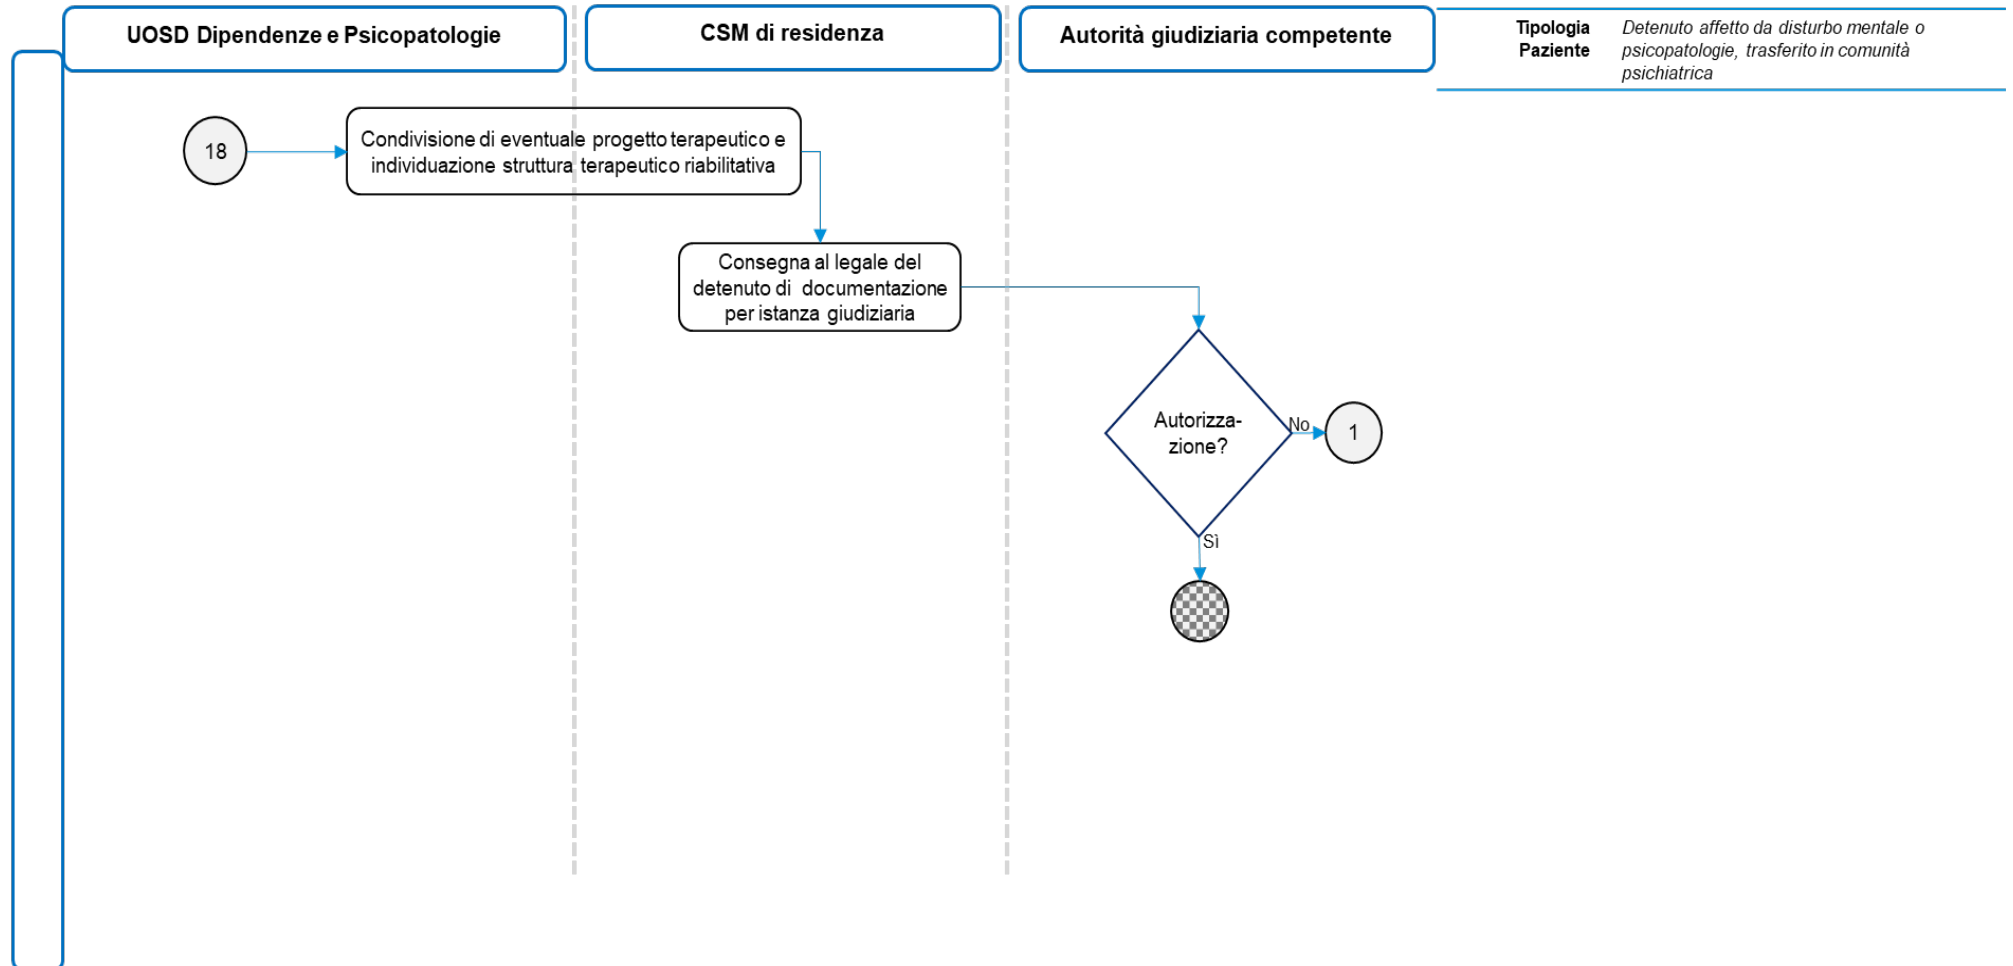 UOSD Dipendenze e Psicopatologie
CSM di residenza
Autorità giudiziaria competente
Tipologia
Paziente
Detenuto affetto da disturbo mentale o
psicopatologie, trasferito in comunità
psichiatrica
18
Condivisione di eventuale progetto terapeutico e
individuazione struttura terapeutico riabilitativa
Consegna al legale del
detenuto di documentazione
per istanza giudiziaria
Autorizza-
zione?
No
1
Sì